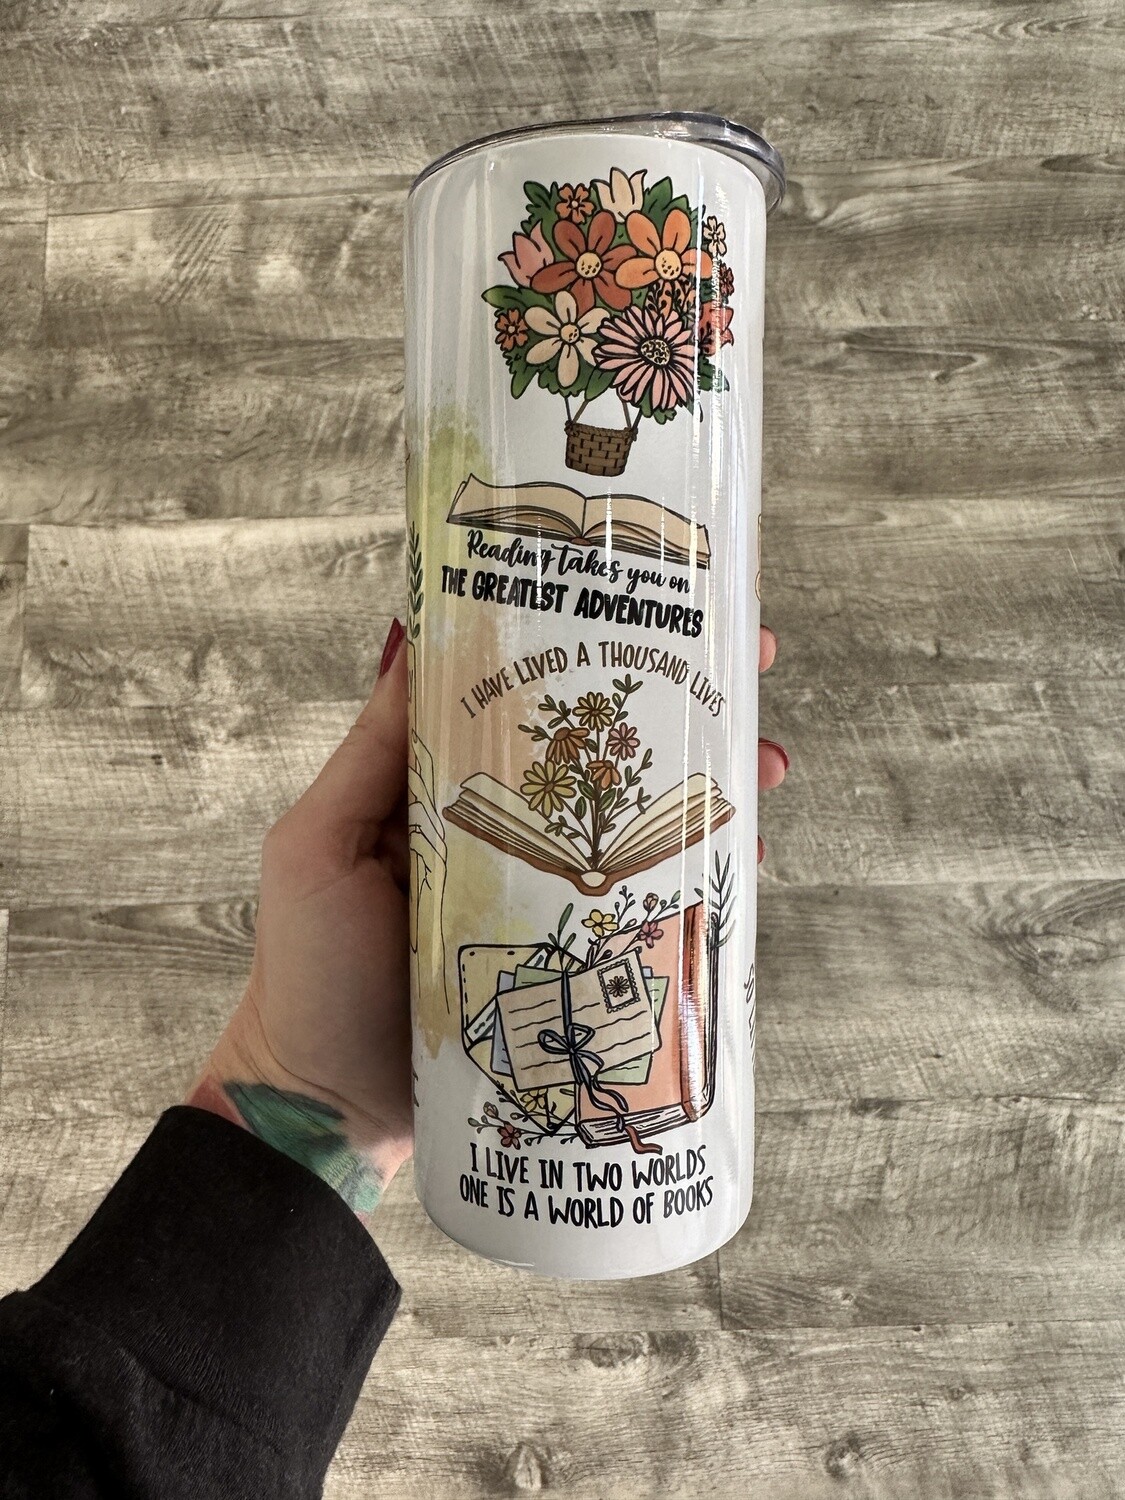 Reading takes you on
THE GREATEST ADVENTURES
I HAVE LIVED A THOUSAND LIVES
I LIVE IN TWO WORLDS
ONE IS A WORLD OF BOOKS